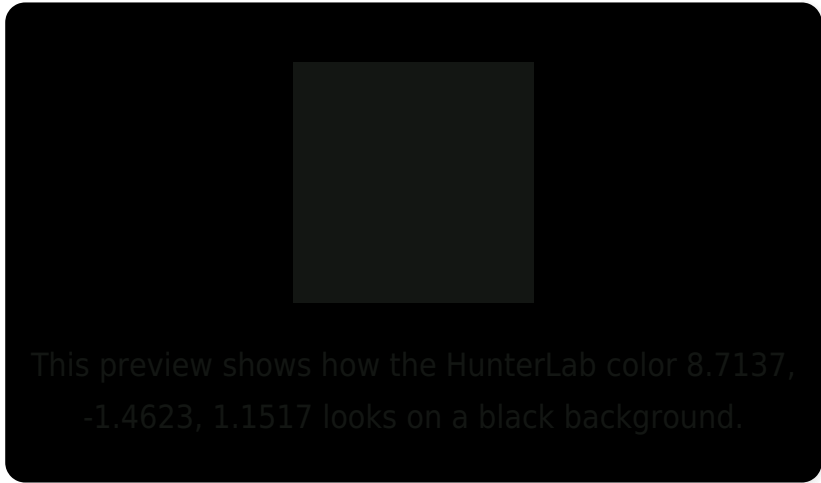 This preview shows how the HunterLab color 8.7137,
-1.4623, 1.1517 looks on a black background.